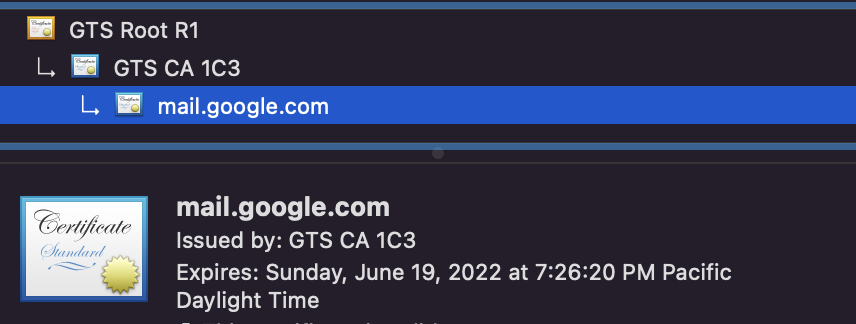 GTS Root R1
GTS CA 1C3
mail.google.com
Certificate
Standard
mail.google.com
Issued by: GTS CA 1C3
Expires: Sunday, June 19, 2022 at 7:26:20 PM Pacific
Daylight Time